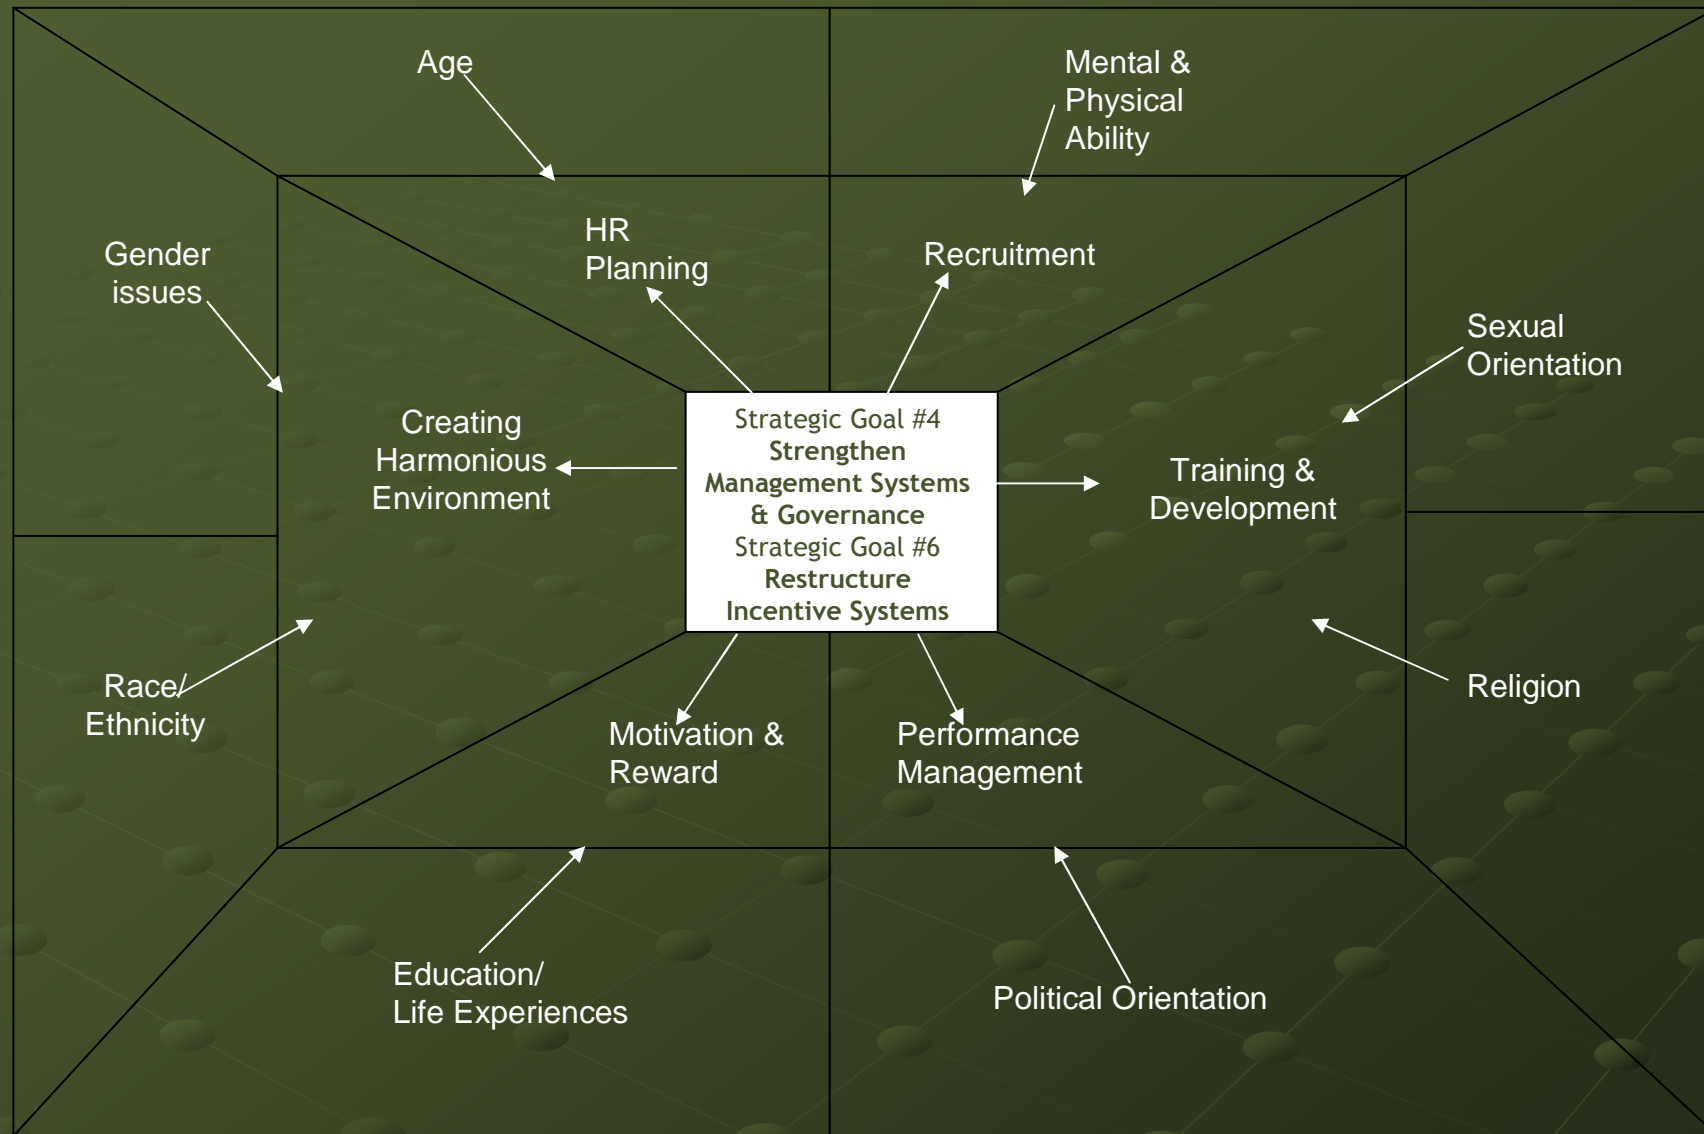 Age
Mental &
Physical
Ability
HR
Planning
Recruitment
Gender
issues
Sexual
Orientation
Creating
Harmonious
Environment
Strategic Goal #4
Strengthen
Management Systems
& Governance
Strategic Goal #6
Restructure
Incentive Systems
Training &
Development
Race/
Ethnicity
Religion
Motivation &
Reward
Performance
Management
Education/
Life Experiences
Political Orientation